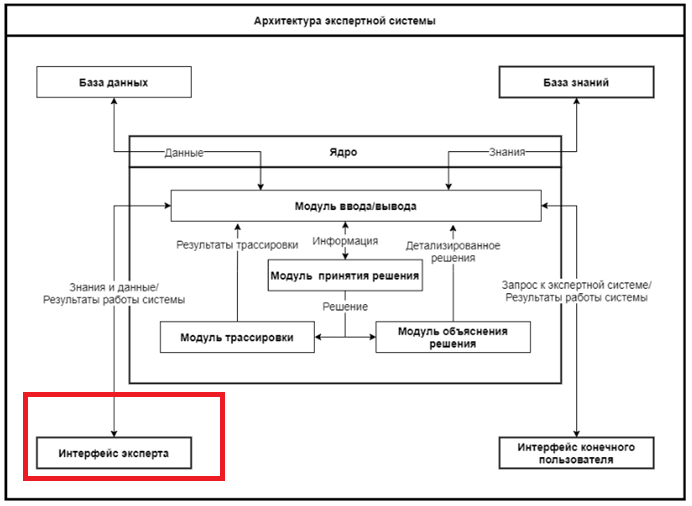 Архитектура экспертной системы
База данных
База знаний
Данные
Ядро
Знания
Модуль ввода/вывода
Результаты трассировки
Информация
Детализированное
решения
Модуль принятия решения
Знания и данные/
Результаты работы системы
Запрос к экспертной системе/
Результаты работы системы
Решение
Модуль трассировки
Модуль объяснения
решения
Интерфейс эксперта
Интерфейс конечного
пользователя